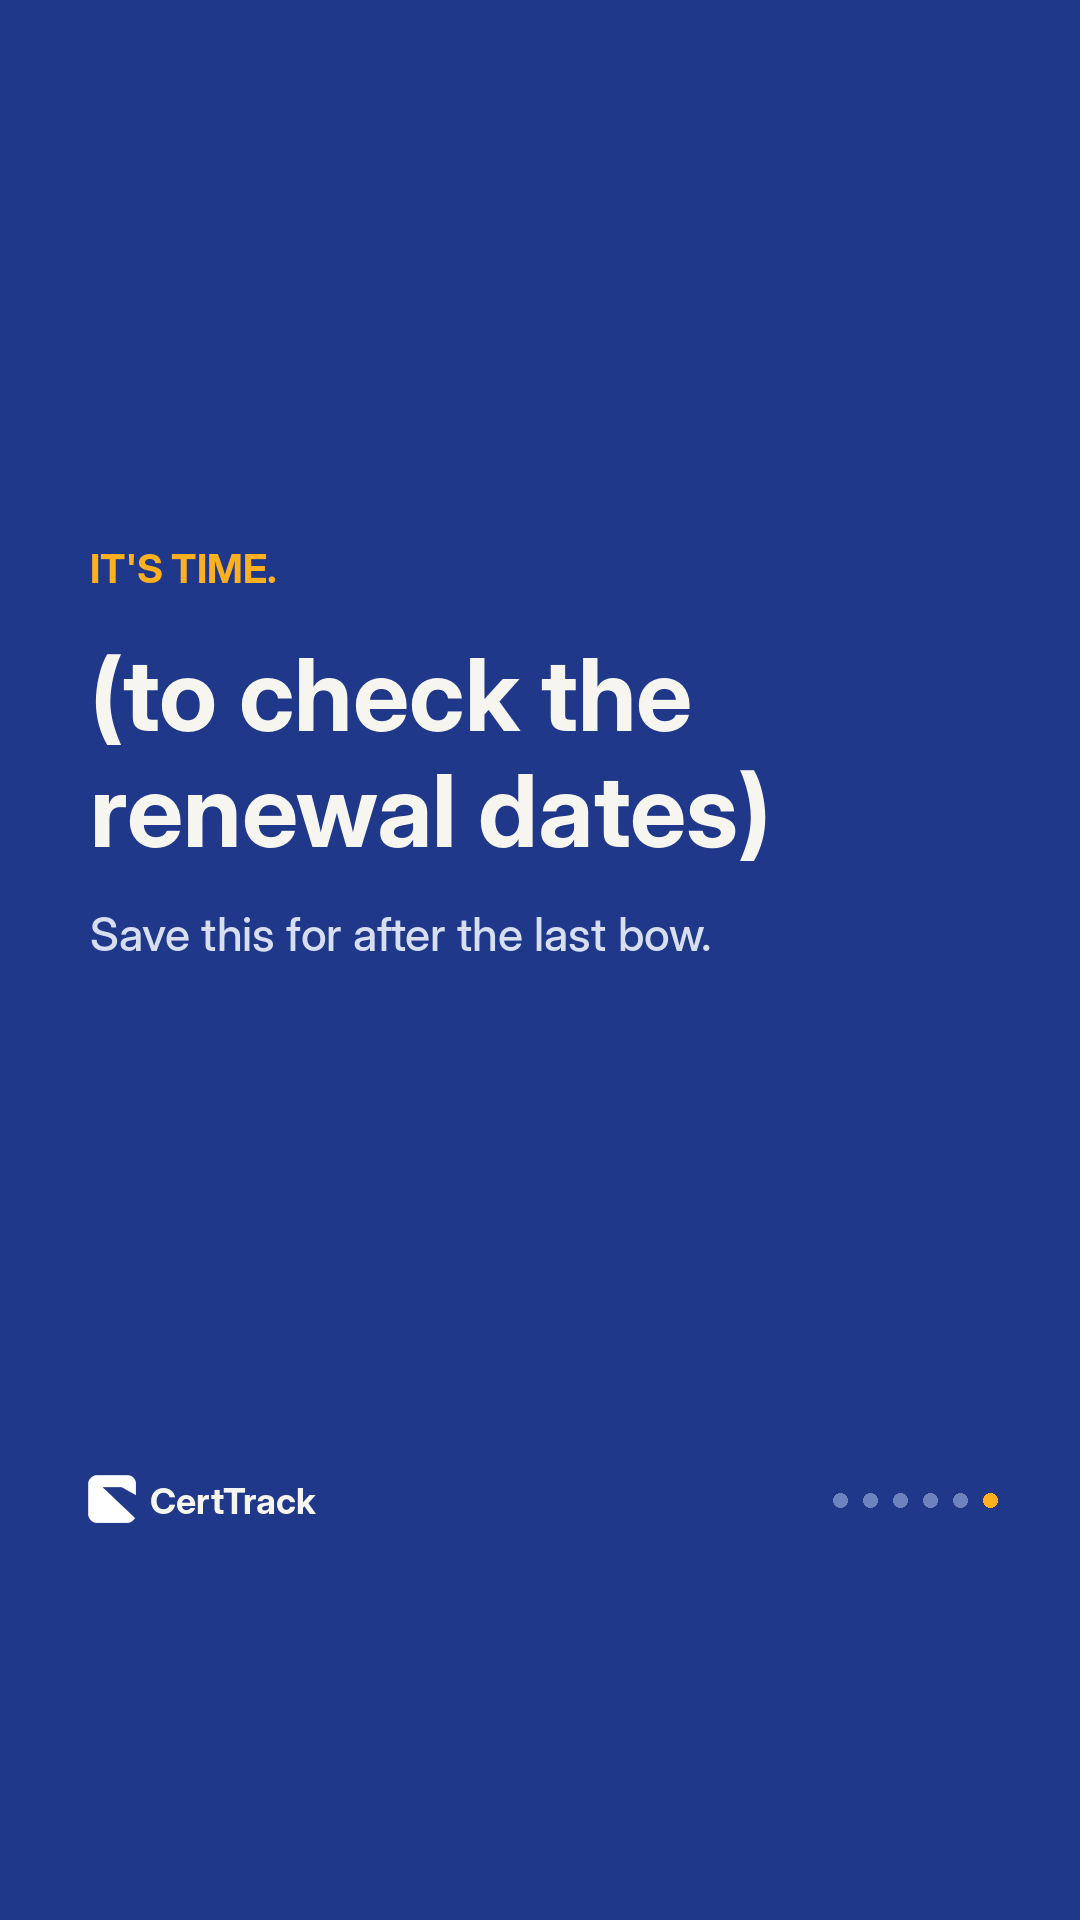 IT'S TIME.
(to check the
renewal dates)
Save this for after the last bow.
CertTrack